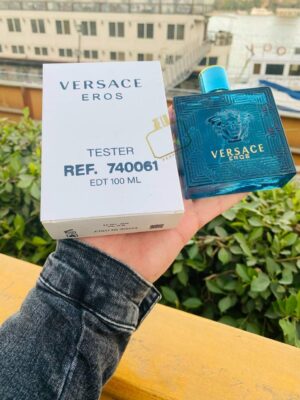 VERSACE
EROS
TESTER
REF. 740061
EDT 100 ML
VERSACE
EROS